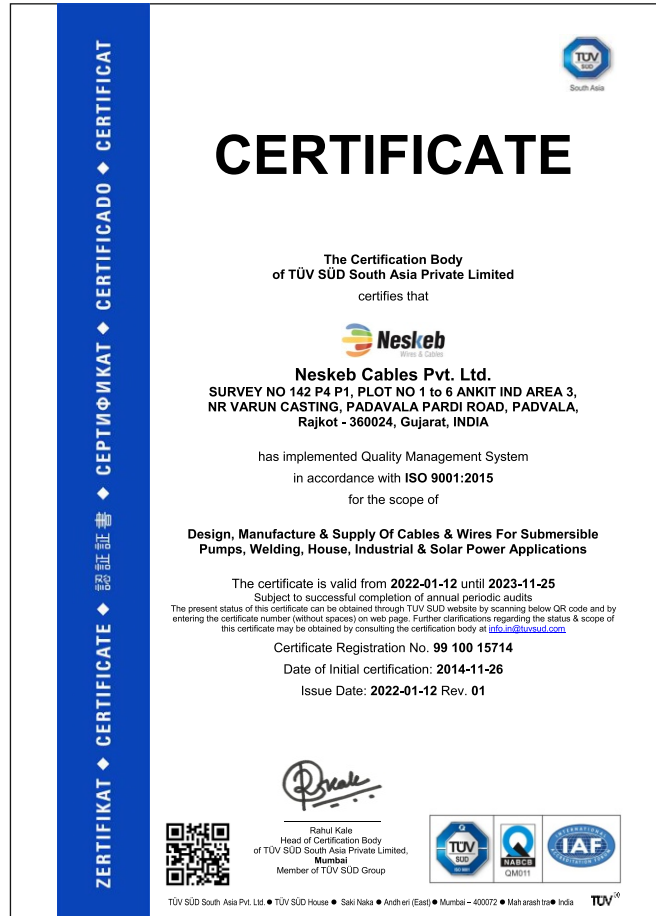 ZERTIFIKAT ◆ CERTIFICATE ◆ 認証証書 ◆ СЕРТИФИКАТ ◆ CERTIFICADO ◆ CERTIFICAT
TÜV
SÜD
South Asia
CERTIFICATE
The Certification Body
of TÜV SÜD South Asia Private Limited
certifies that
Neskeb
Wires & Cables
Neskeb Cables Pvt. Ltd.
SURVEY NO 142 P4 P1, PLOT NO 1 to 6 ANKIT IND AREA 3,
NR VARUN CASTING, PADAVALA PARDI ROAD, PADVALA,
Rajkot - 360024, Gujarat, INDIA
has implemented Quality Management System
in accordance with ISO 9001:2015
for the scope of
Design, Manufacture & Supply Of Cables & Wires For Submersible
Pumps, Welding, House, Industrial & Solar Power Applications
The certificate is valid from 2022-01-12 until 2023-11-25
Subject to successful completion of annual periodic audits
The present status of this certificate can be obtained through TUV SUD website by scanning below QR code and by
entering the certificate number (without spaces) on web page. Further clarifications regarding the status & scope of
this certificate may be obtained by consulting the certification body at info.in@tuvsud.com
Certificate Registration No. 99 100 15714
Date of Initial certification: 2014-11-26
Issue Date: 2022-01-12 Rev. 01
Rahul Kale
Head of Certification Body
of TÜV SÜD South Asia Private Limited,
Mumbai
Member of TÜV SÜD Group
TÜV
SÜD
ISO 9001
NABCB
QM011
INTERNATIONAL
ACCREDITATION FORUM
IAF
TÜV SÜD South Asia Pvt. Ltd. ● TÜV SÜD House ● Saki Naka ● Andheri (East) ● Mumbai – 400072 ● Maharashtra ● India
TÜV®